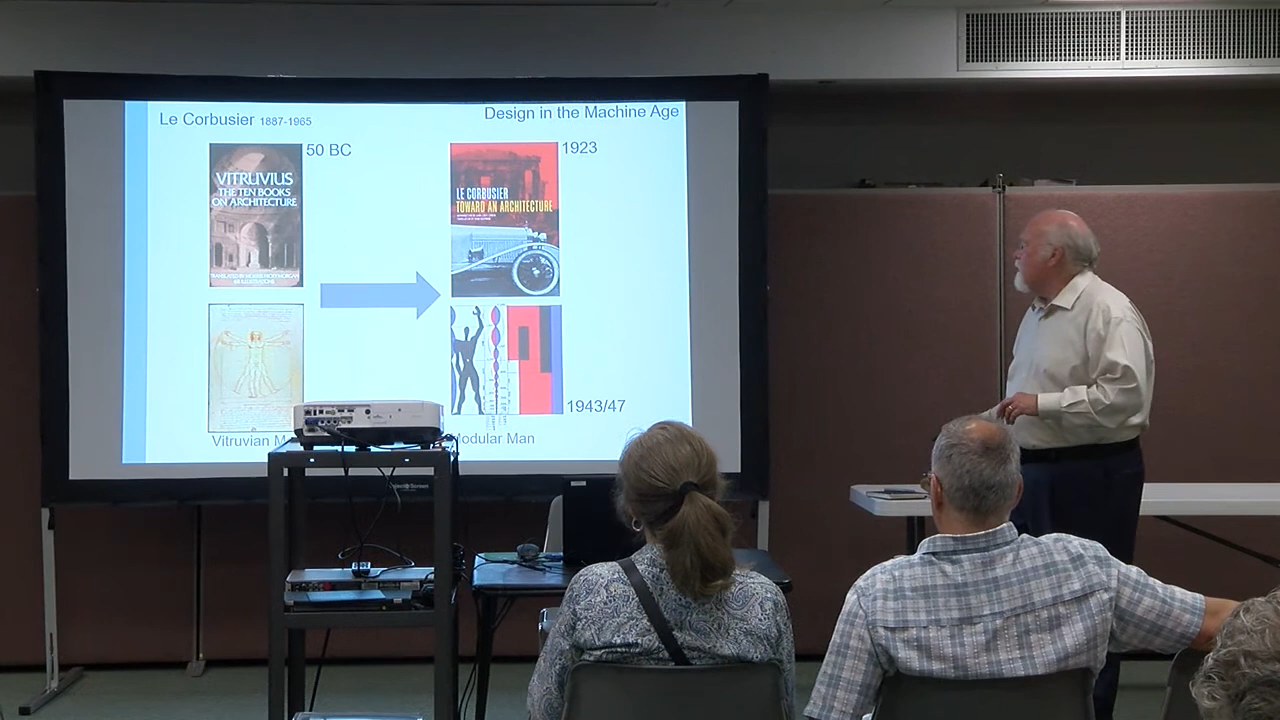 Le Corbusier 1887-1965
Design in the Machine Age
50 BC
VITRUVIUS
THE TEN BOOKS
ON ARCHITECTURE
1923
LE CORBUSIER
TOWARD AN ARCHITECTURE
1943/47
Vitruvian
Modular Man